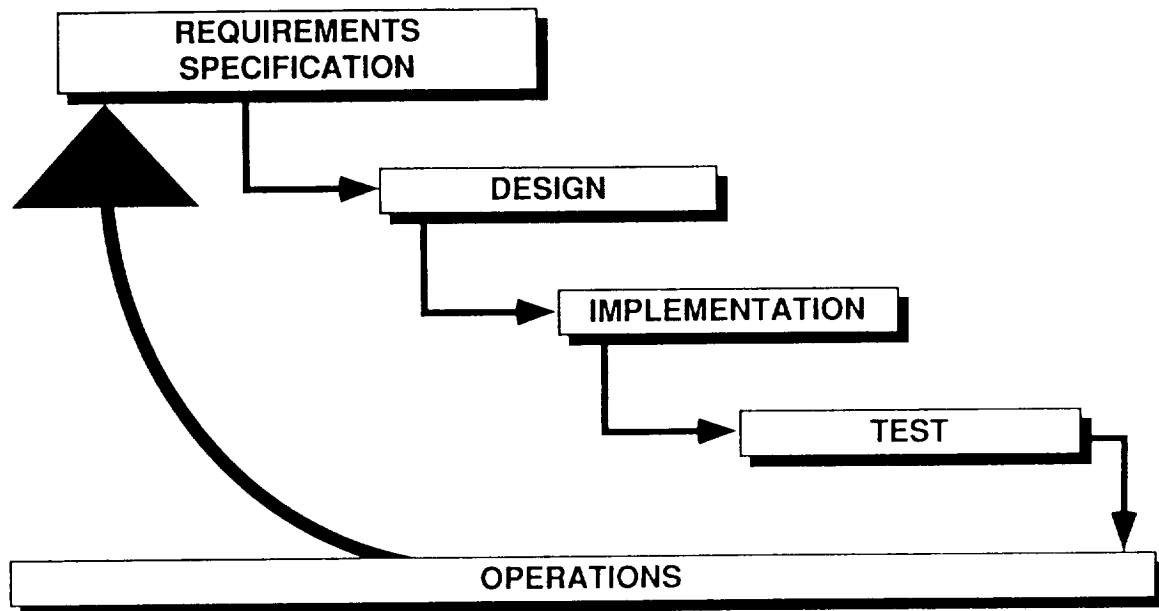 REQUIREMENTS
SPECIFICATION
DESIGN
IMPLEMENTATION
TEST
OPERATIONS